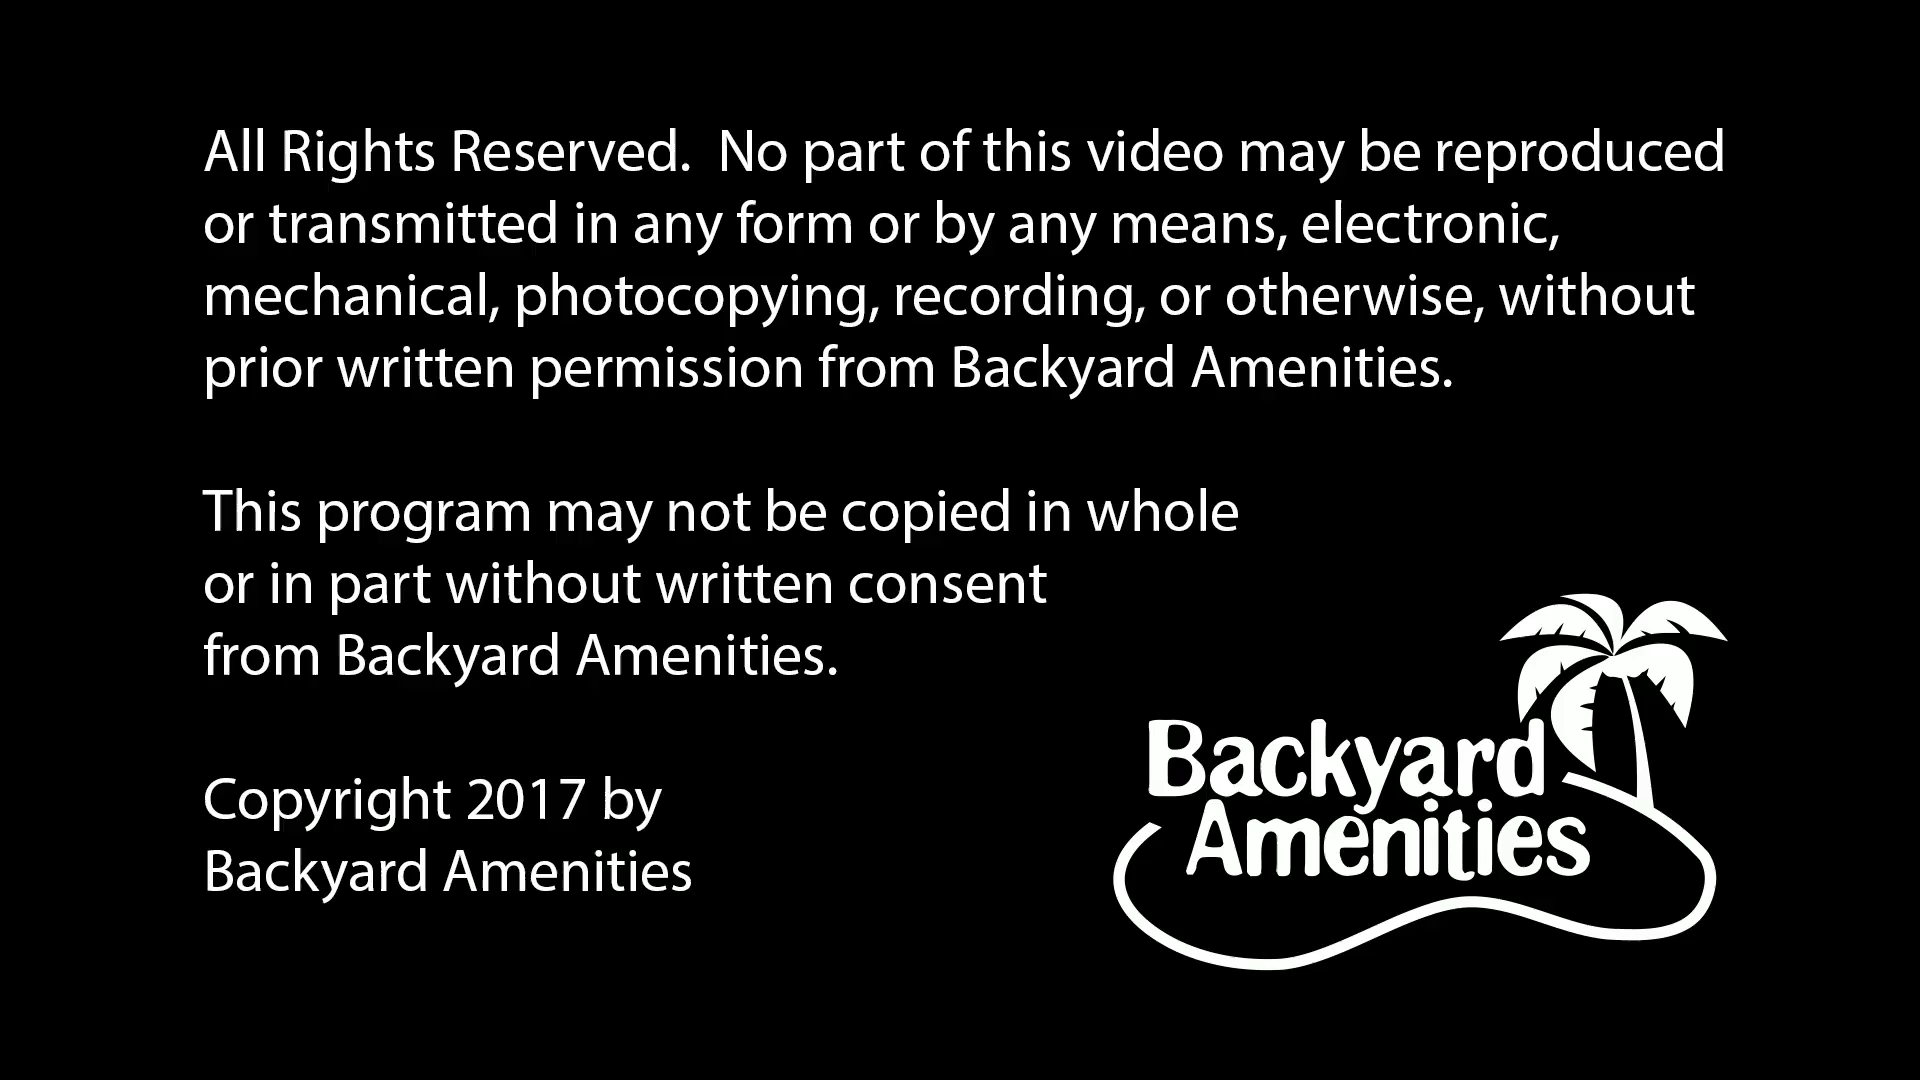 All Rights Reserved.  No part of this video may be reproduced
or transmitted in any form or by any means, electronic,
mechanical, photocopying, recording, or otherwise, without
prior written permission from Backyard Amenities.
This program may not be copied in whole
or in part without written consent
from Backyard Amenities.
Copyright 2017 by
Backyard Amenities
Backyard
Amenities